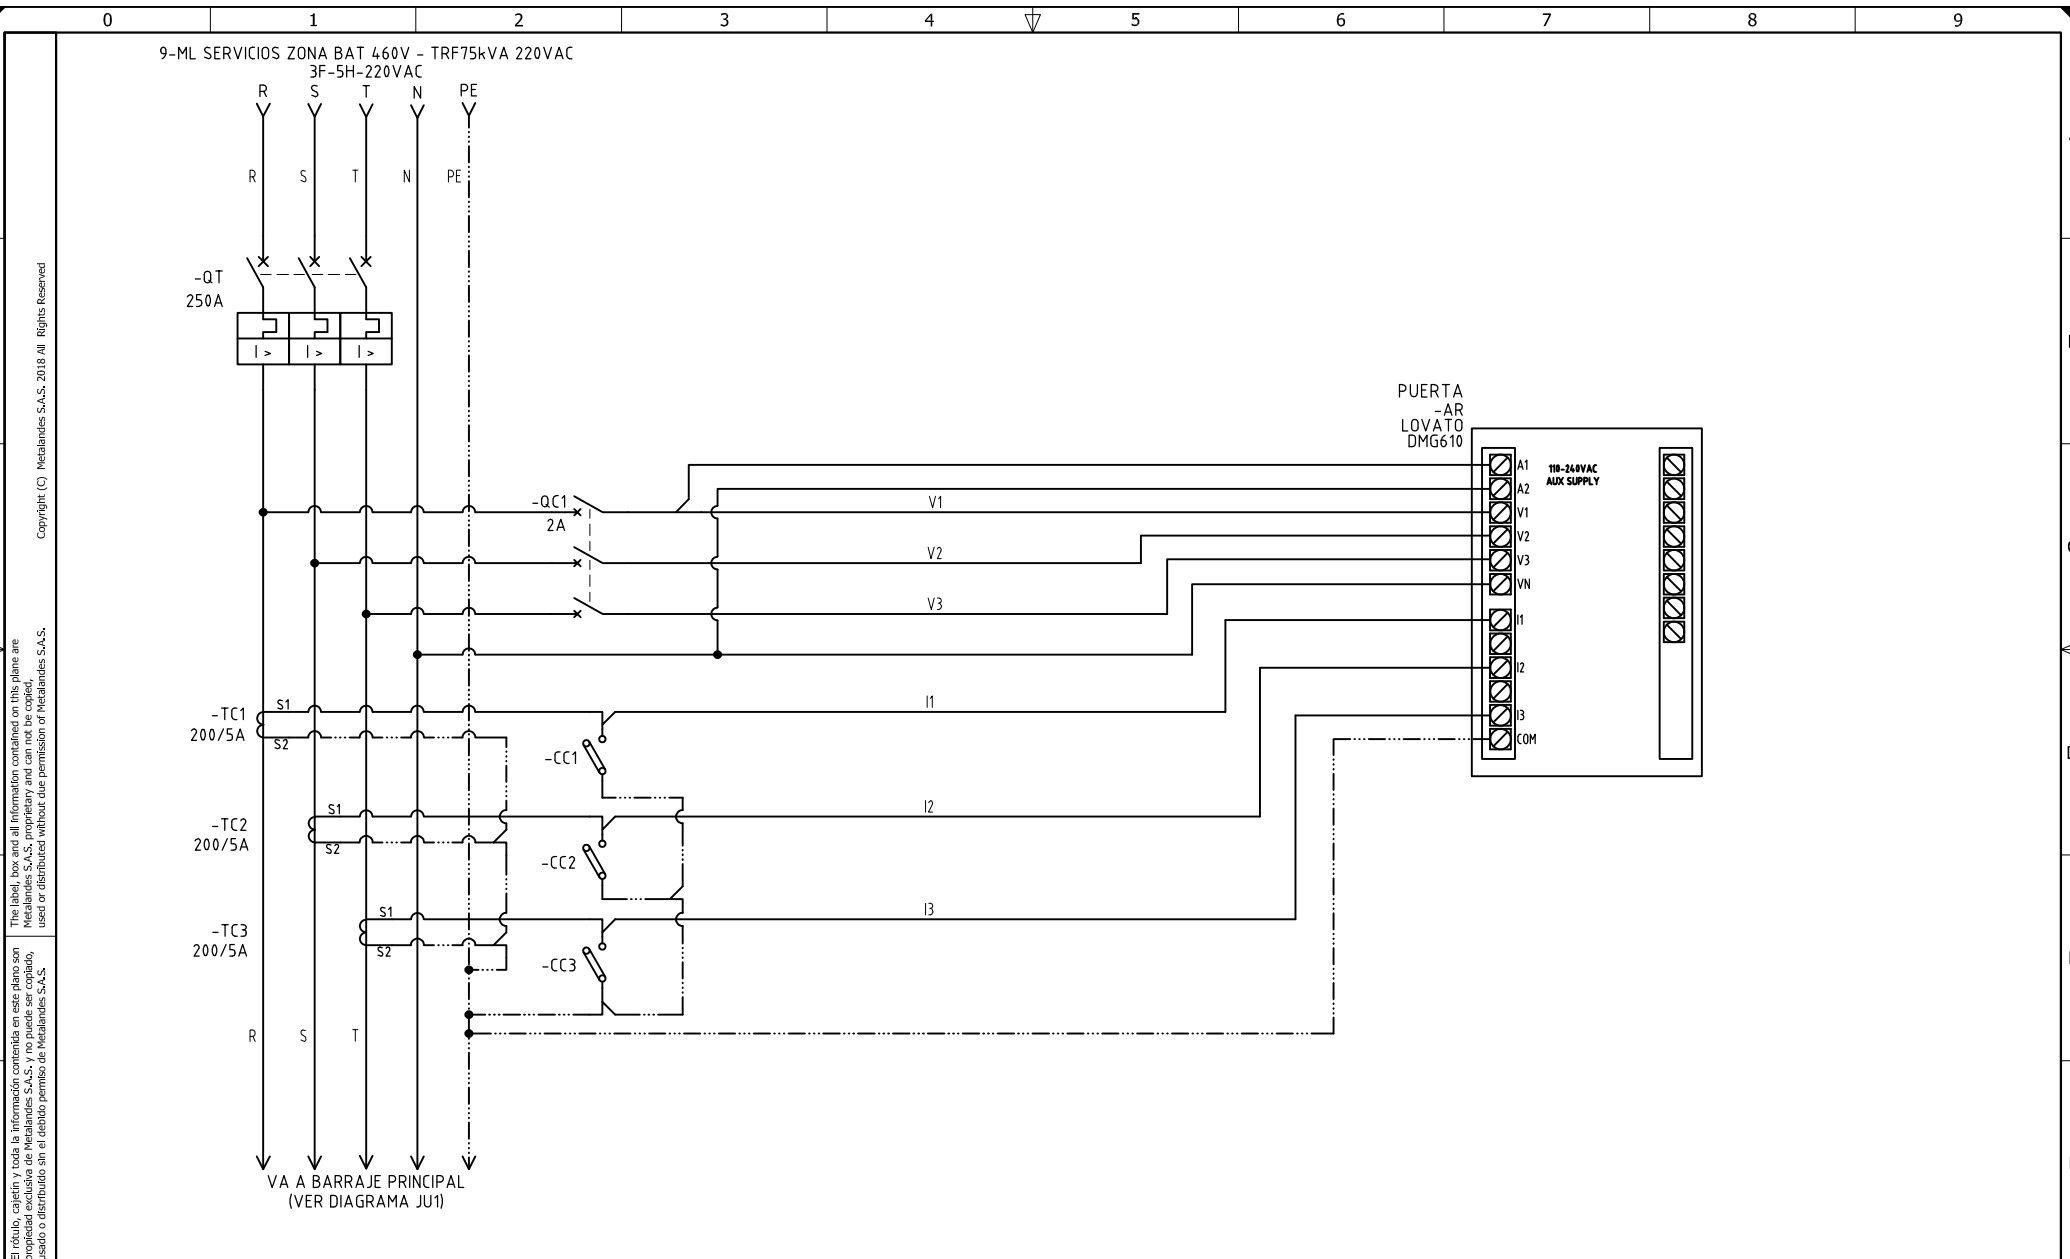 0 1 2 3 4 5 6 7 8 9
9-ML SERVICIOS ZONA BAT 460V - TRF75kVA 220VAC
3F-5H-220VAC
R S T N PE
R S T N PE
-QT
250A
I > I > I >
PUERTA
-AR
LOVATO
DMG610
A1
110-240VAC
AUX SUPPLY
A2
-QC1
2A
V1
V1
V2
V2
V3
V3
VN
I1
I2
I3
COM
-TC1
200/5A
S1
S2
I1
-CC1
-TC2
200/5A
S1
S2
I2
-CC2
-TC3
200/5A
S1
S2
I3
-CC3
R S T
VA A BARRAJE PRINCIPAL
(VER DIAGRAMA JU1)
Copyright (C) Metalandes S.A.S. 2018 All Rights Reserved
The label, box and all information contained on this plane are
Metalandes S.A.S. proprietary and can not be copied,
used or distributed without due permission of Metalandes S.A.S.
El rótulo, cajetín y toda la información contenida en este plano son
propiedad exclusiva de Metalandes S.A.S. y no puede ser copiado,
usado o distribuido sin el debido permiso de Metalandes S.A.S.